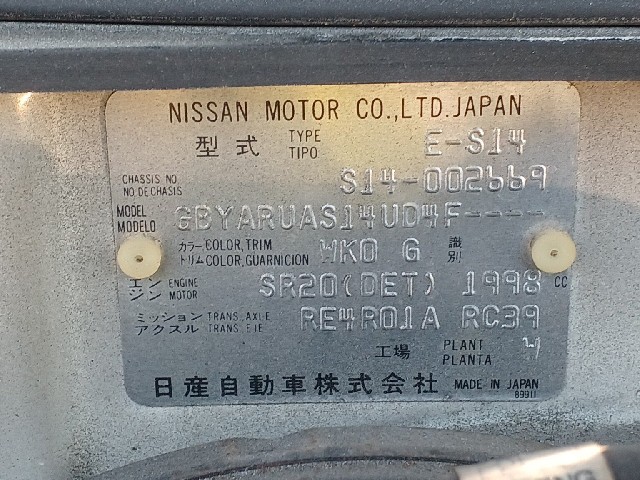 NISSAN MOTOR CO.,LTD.JAPAN
型式 TYPE TIPO E-S14
CHASSIS NO NO.DE CHASIS S14-002669
MODEL MODELO GBYARUAS14UD4F----
カラー COLOR,TRIM トリム COLOR,GUARNICION WK0 G 識別
エンジン ENGINE MOTOR SR20(DET) 1998 CC
ミッション TRANS. AXLE アクスル TRANS. EJE RE4R01A RC39
工場 PLANT PLANTA W
日産自動車株式会社 MADE IN JAPAN
89911